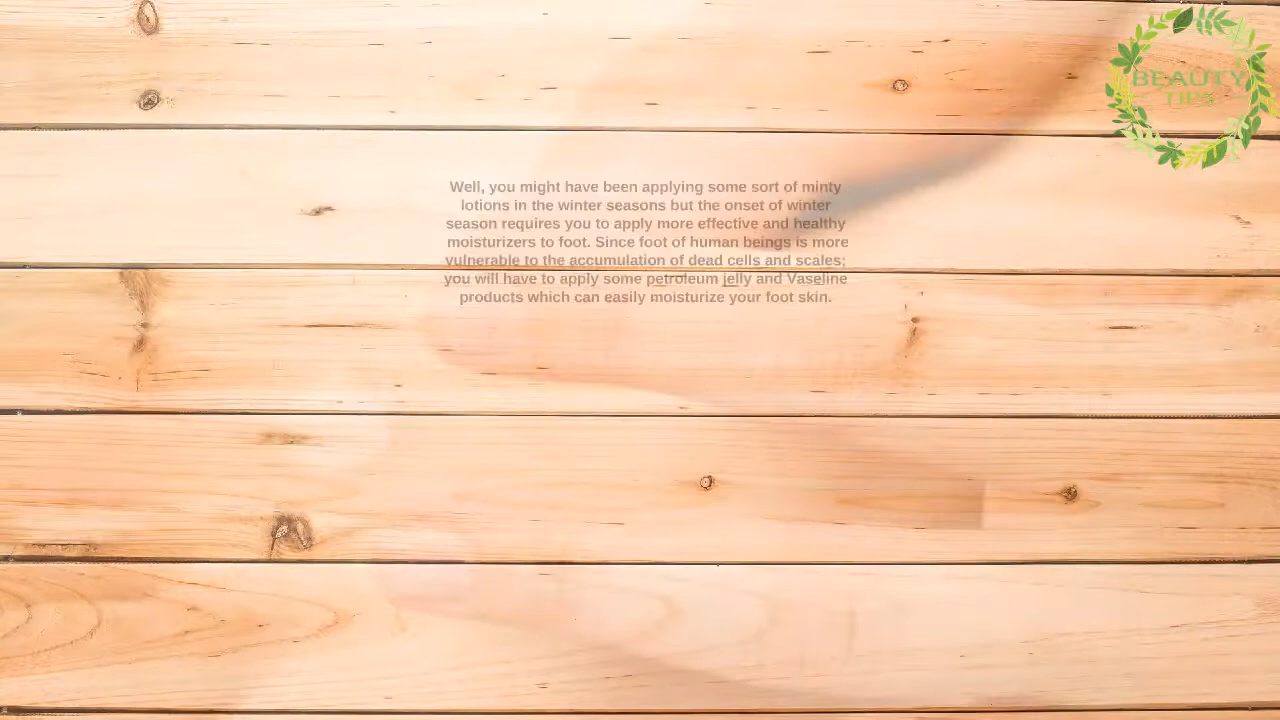 BEAUTY
TIPS
Well, you might have been applying some sort of minty
lotions in the winter seasons but the onset of winter
season requires you to apply more effective and healthy
moisturizers to foot. Since foot of human beings is more
vulnerable to the accumulation of dead cells and scales;
you will have to apply some petroleum jelly and Vaseline
products which can easily moisturize your foot skin.